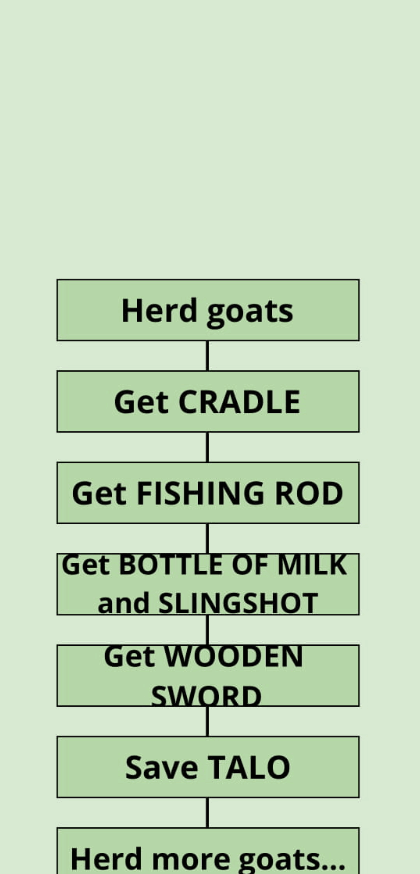 Herd goats
Get CRADLE
Get FISHING ROD
Get BOTTLE OF MILK
and SLINGSHOT
Get WOODEN
SWORD
Save TALO
Herd more goats...